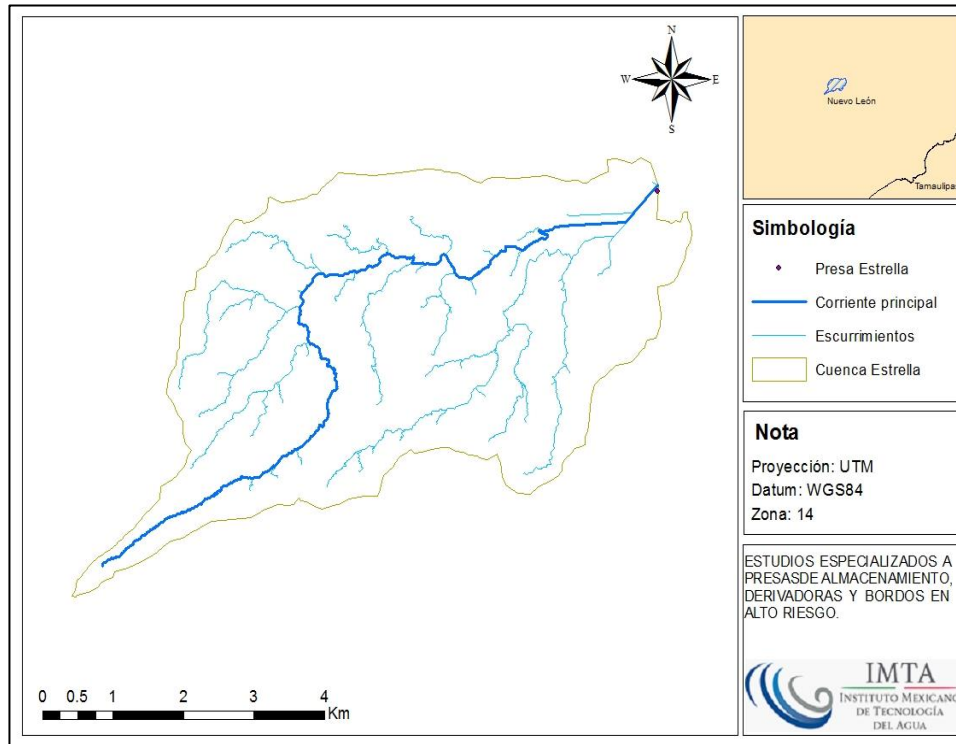 N
W
E
S
0 0.5 1 2 3 4
Km
Nuevo León
Tamaulipas
Simbología
Presa Estrella
Corriente principal
Escurrimientos
Cuenca Estrella
Nota
Proyección: UTM
Datum: WGS84
Zona: 14
ESTUDIOS ESPECIALIZADOS A
PRESASDE ALMACENAMIENTO,
DERIVADORAS Y BORDOS EN
ALTO RIESGO.
IMTA
INSTITUTO MEXICANO
DE TECNOLOGÍA
DEL AGUA